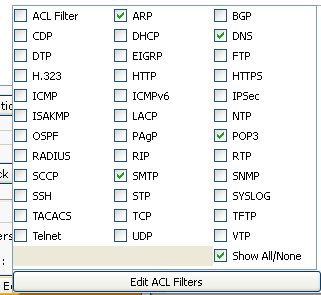 ACL Filter ARP BGP
CDP DHCP DNS
DTP EIGRP FTP
H.323 HTTP HTTPS
ICMP ICMPv6 IPSec
ISAKMP LACP NTP
OSPF PAgP POP3
RADIUS RIP RTP
SCCP SMTP SNMP
SSH STP SYSLOG
TACACS TCP TFTP
Telnet UDP VTP
Show All/None
Edit ACL Filters